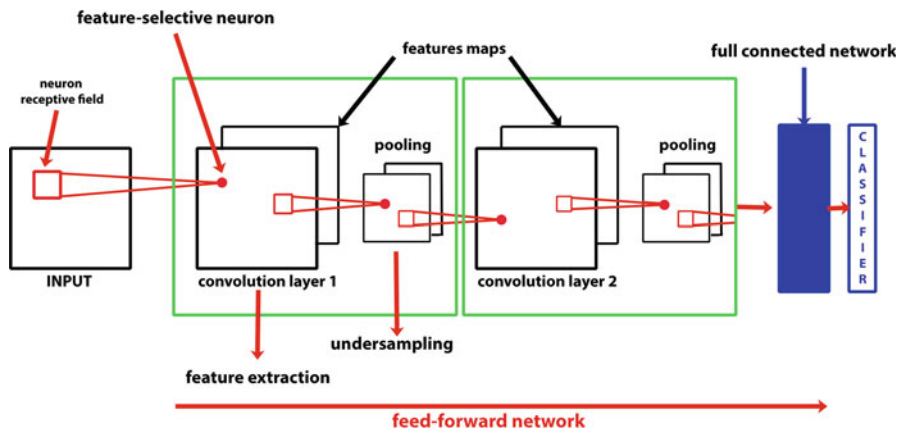 feature-selective neuron
features maps
full connected network
neuron
receptive field
pooling
pooling
CLASSIFIER
INPUT
convolution layer 1
convolution layer 2
undersampling
feature extraction
feed-forward network